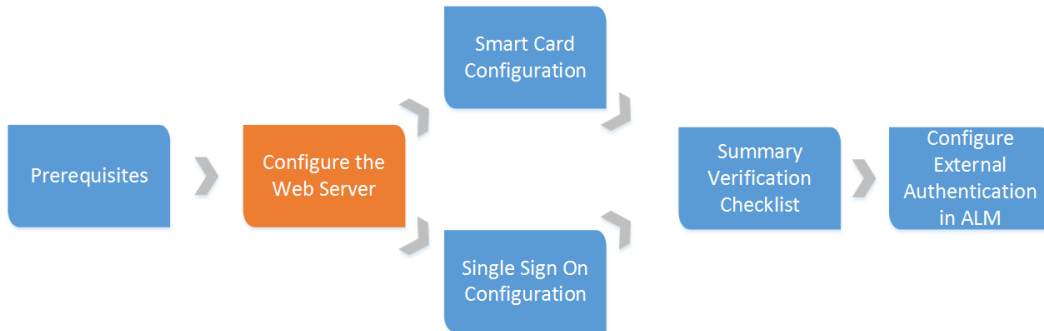 Prerequisites
Configure the
Web Server
Smart Card
Configuration
Single Sign On
Configuration
Summary
Verification
Checklist
Configure
External
Authentication
in ALM